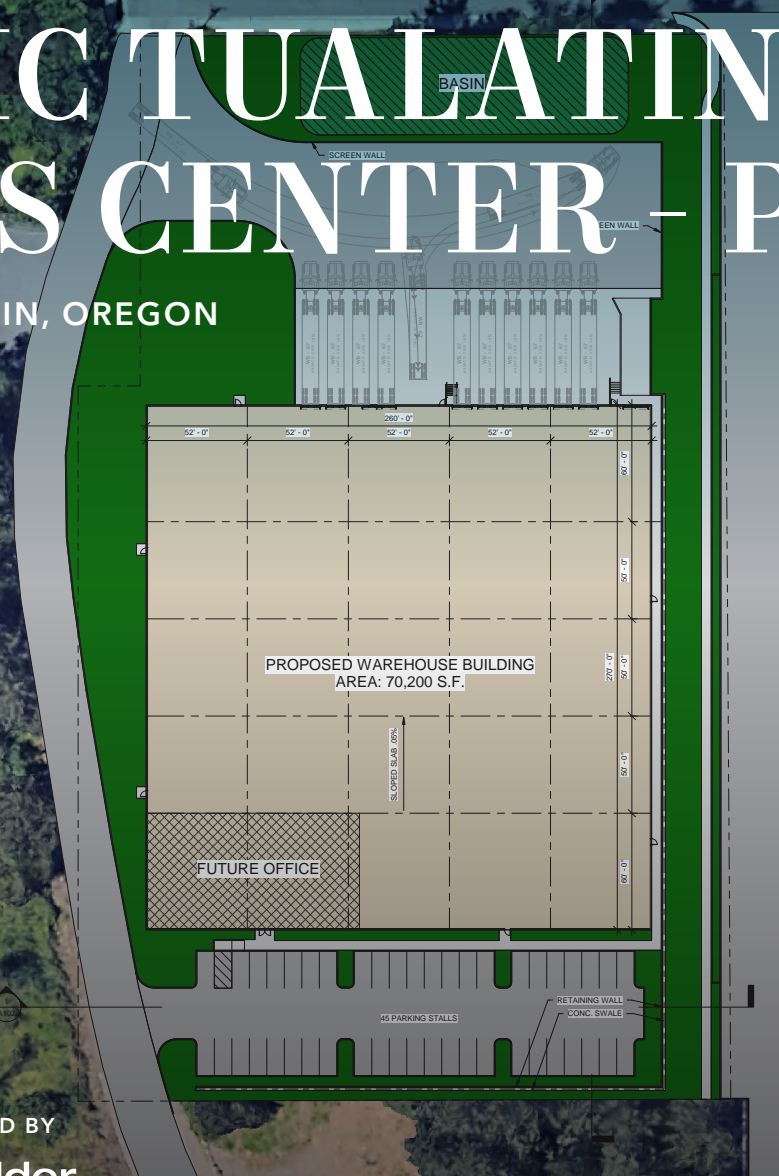 IC TUALATIN
BASIN
SCREEN WALL
S CENTER – P
EEN WALL
IN, OREGON
260' - 0"
52' - 0" 52' - 0" 52' - 0" 52' - 0" 52' - 0"
60' - 0"
50' - 0"
270' - 0"
50' - 0"
PROPOSED WAREHOUSE BUILDING
AREA: 70,200 S.F.
SLOPED SLAB .05%
50' - 0"
FUTURE OFFICE
60' - 0"
RETAINING WALL
CONC. SWALE
45 PARKING STALLS
D BY
lder